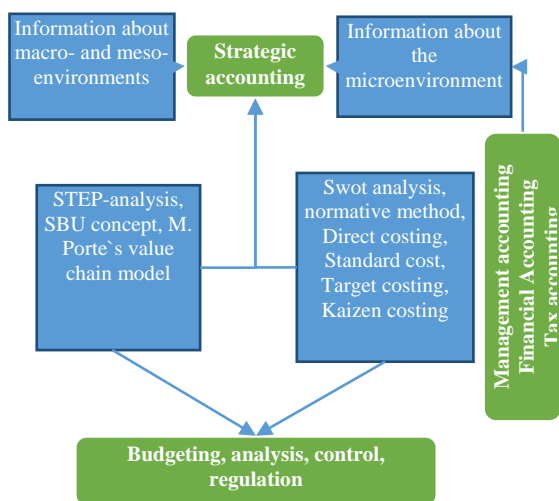 Information about
macro- and meso-
environments
Strategic
accounting
Information about
the
microenvironment
STEP-analysis,
SBU concept, M.
Porte`s value
chain model
Swot analysis,
normative method,
Direct costing,
Standard cost,
Target costing,
Kaizen costing
Management accounting
Financial Accounting
Tax accounting
Budgeting, analysis, control,
regulation